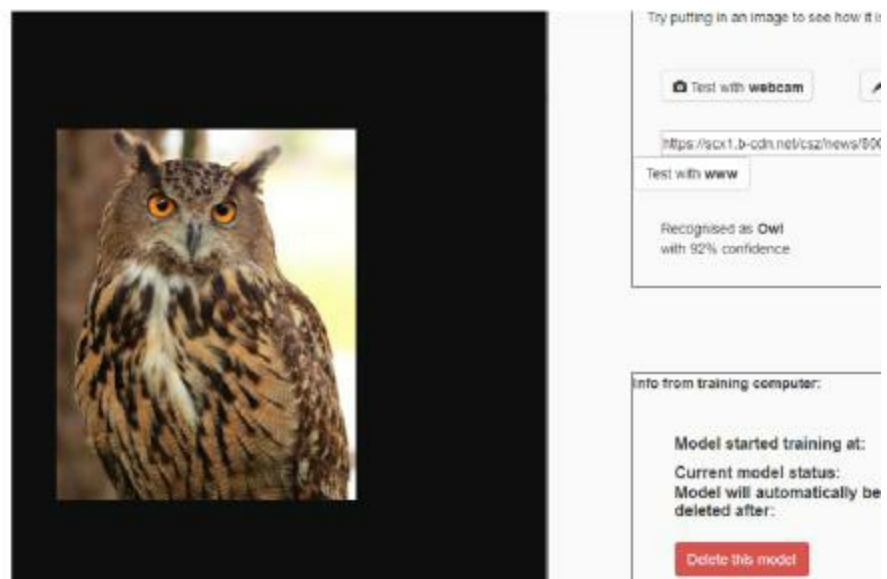 Try putting in an image to see how it is
Test with webcam
https://scx1.b-cdn.net/csz/news/800
Test with www
Recognised as Owl
with 92% confidence
Info from training computer:
Model started training at:
Current model status:
Model will automatically be
deleted after:
Delete this model